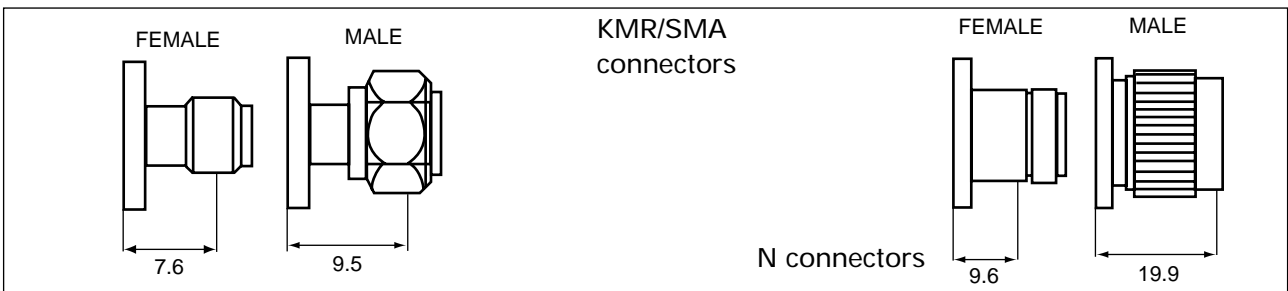 FEMALE
MALE
KMR/SMA
connectors
7.6
9.5
FEMALE
MALE
N connectors
9.6
19.9